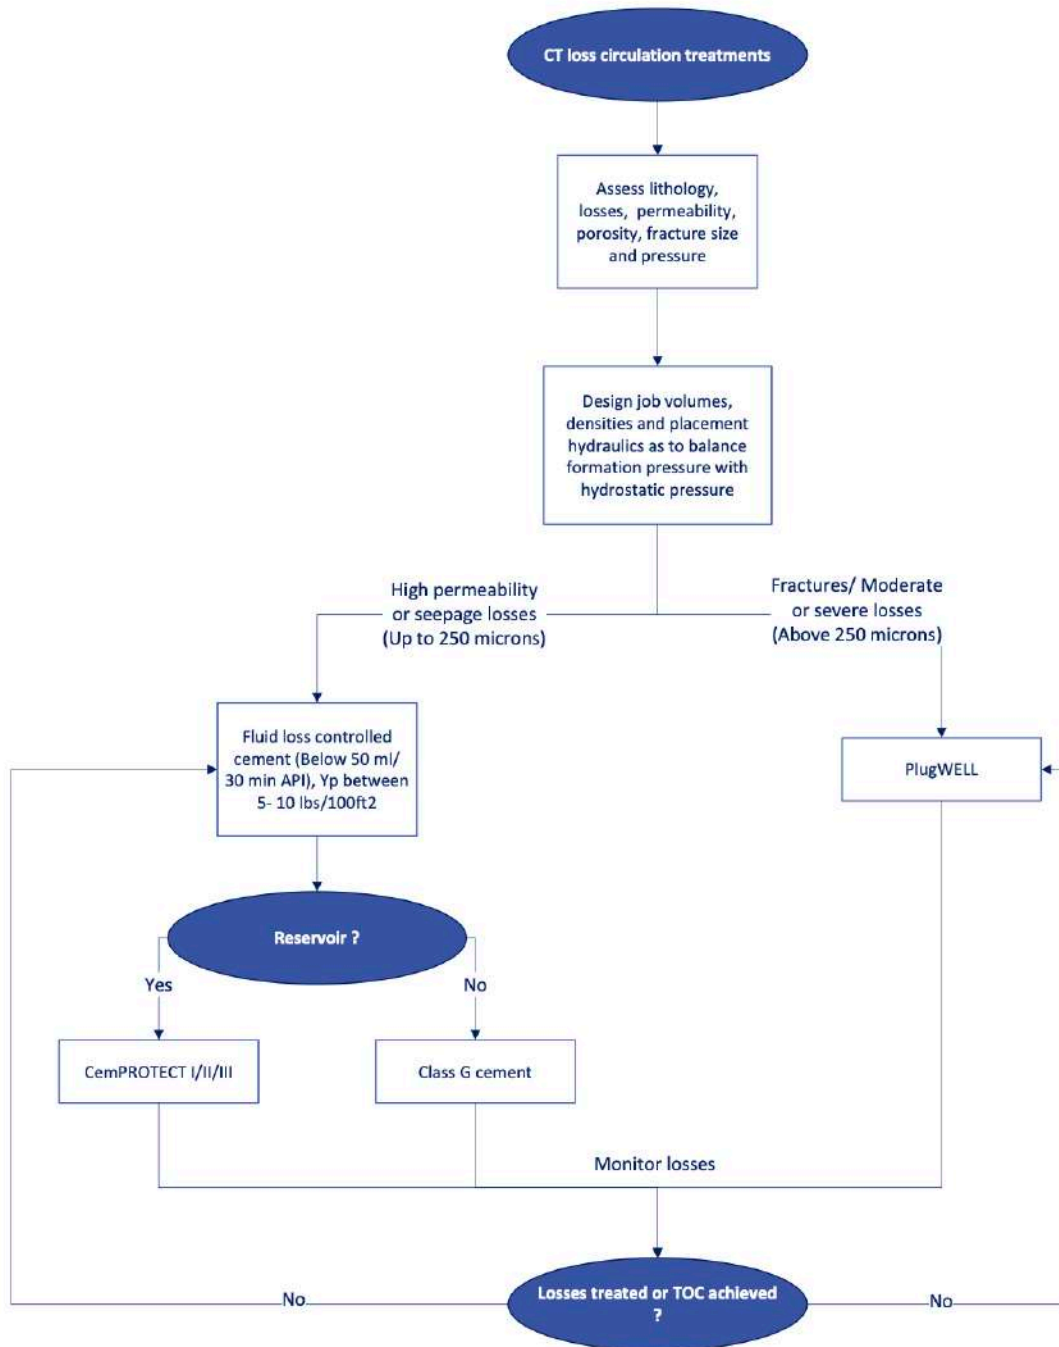 CT loss circulation treatments
Assess lithology,
losses, permeability,
porosity, fracture size
and pressure
Design job volumes,
densities and placement
hydraulics as to balance
formation pressure with
hydrostatic pressure
High permeability
or seepage losses
(Up to 250 microns)
Fractures/ Moderate
or severe losses
(Above 250 microns)
Fluid loss controlled
cement (Below 50 ml/
30 min API), Yp between
5- 10 lbs/100ft2
PlugWELL
Reservoir ?
Yes
No
CemPROTECT I/II/III
Class G cement
Monitor losses
Losses treated or TOC achieved
?
No
No